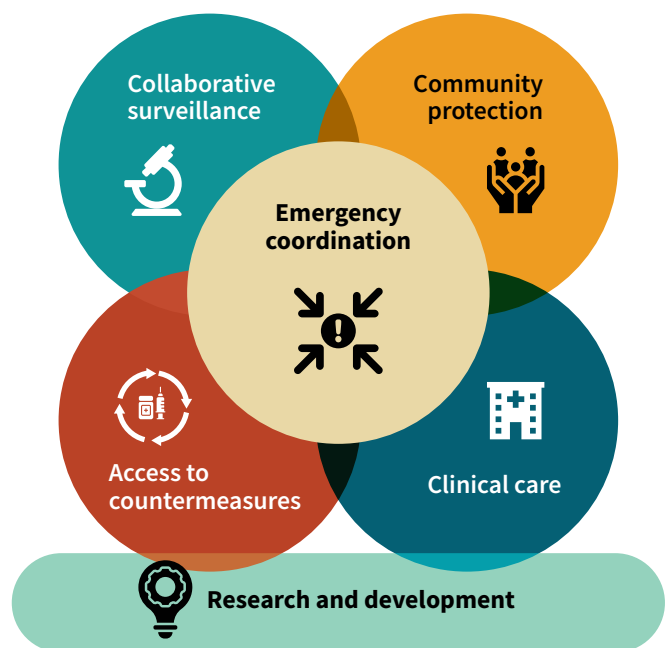 Collaborative
surveillance
Community
protection
Emergency
coordination
Access to
countermeasures
Clinical care
Research and development